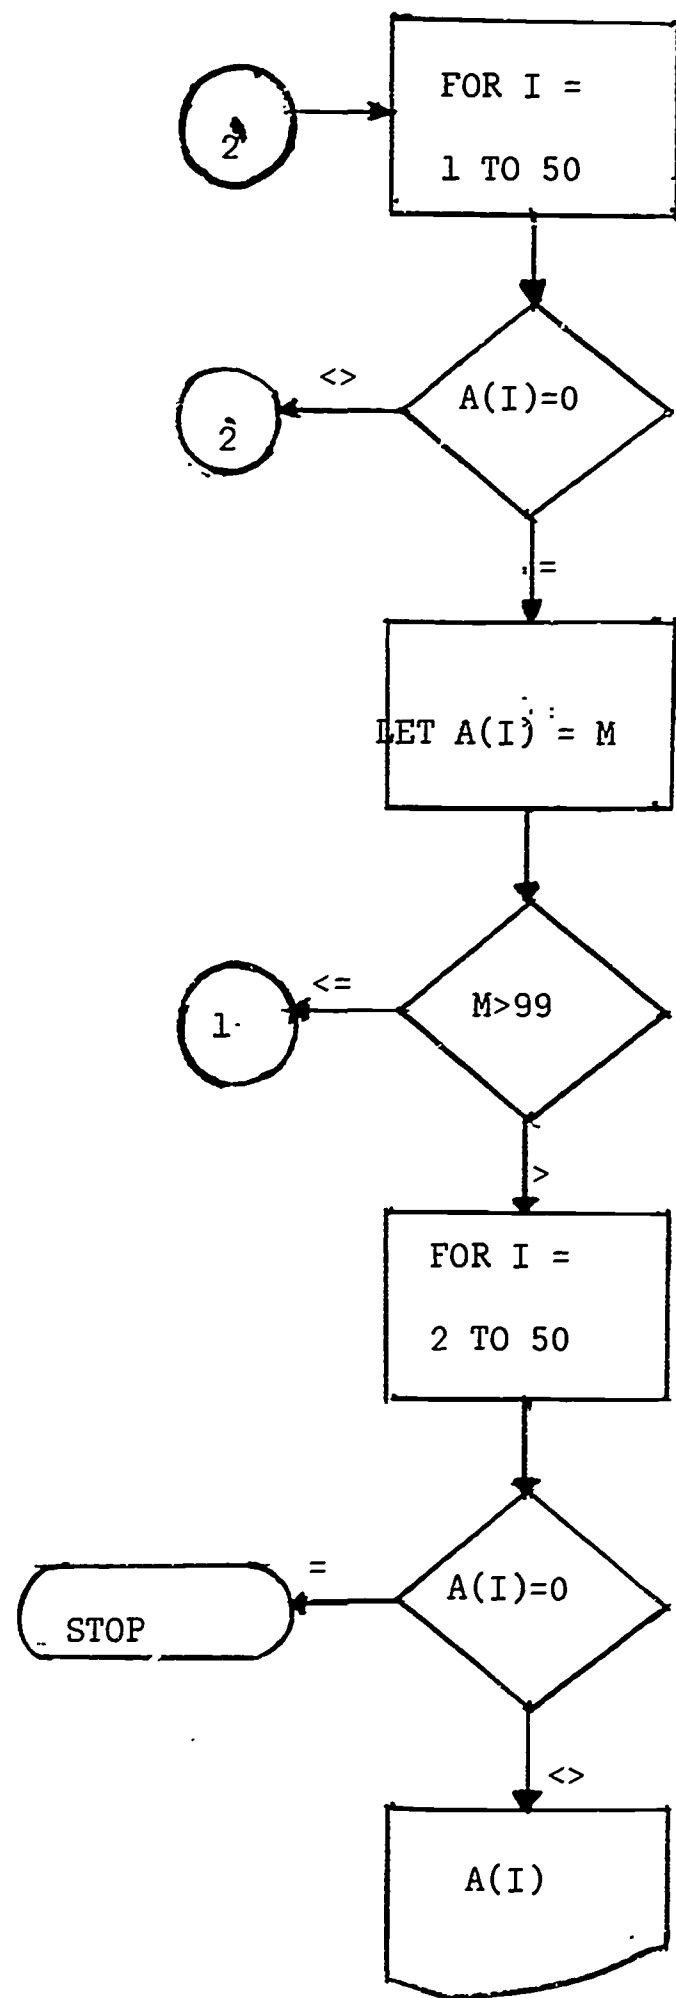 2
FOR I =
1 TO 50
A(I)=0
<>
2
=
LET A(I) = M
M>99
<=
1
>
FOR I =
2 TO 50
A(I)=0
=
STOP
<>
A(I)